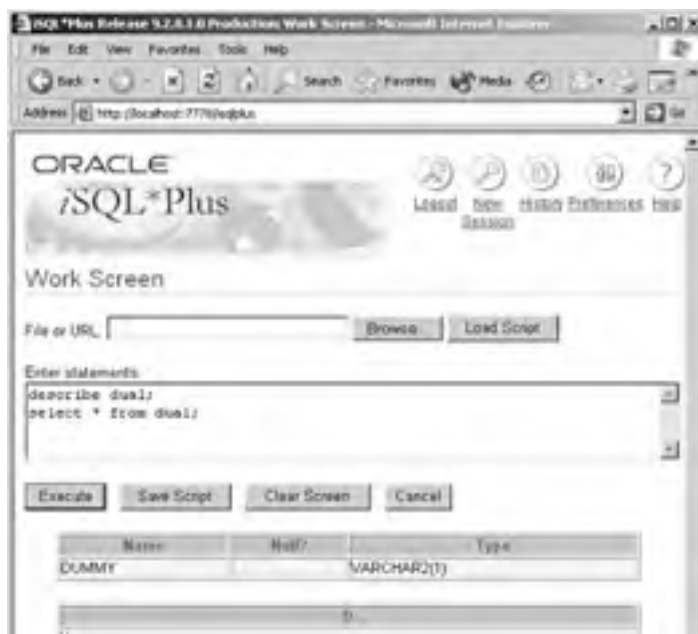 iSQL*Plus Release 9.2.0.1.0 Production: Work Screen - Microsoft Internet Explorer
File Edit View Favorites Tools Help
Back Search Favorites Media
Address http://localhost:7778/isqlplus Go
ORACLE
iSQL*Plus
Logout New Session History Preferences Help
Work Screen
File or URL: Browse... Load Script
Enter statements:
describe dual;
select * from dual;
Execute Save Script Clear Screen Cancel
Name Null? Type
DUMMY VARCHAR2(1)